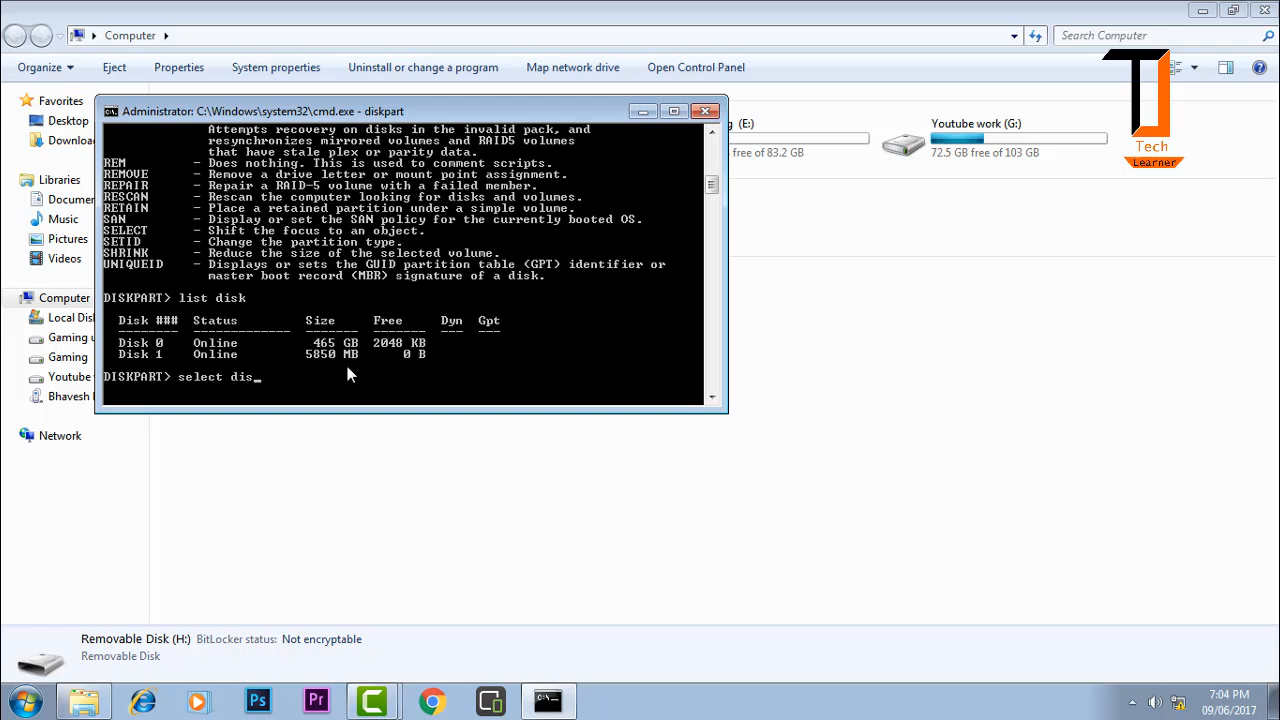 Computer
Search Computer
Organize
Eject
Properties
System properties
Uninstall or change a program
Map network drive
Open Control Panel
Tech
Learner
Favorites
Desktop
Downloa
Libraries
Documen
Music
Pictures
Videos
Computer
Local Disk
Gaming
Gaming
Youtube
Bhavesh
Network
(E:)
free of 83.2 GB
Youtube work (G:)
72.5 GB free of 103 GB
Administrator: C:\Windows\system32\cmd.exe - diskpart
Attempts recovery on disks in the invalid pack, and
resynchronizes mirrored volumes and RAID5 volumes
that have stale plex or parity data.
REM - Does nothing. This is used to comment scripts.
REMOVE - Remove a drive letter or mount point assignment.
REPAIR - Repair a RAID-5 volume with a failed member.
RESCAN - Rescan the computer looking for disks and volumes.
RETAIN - Place a retained partition under a simple volume.
SAN - Display or set the SAN policy for the currently booted OS.
SELECT - Shift the focus to an object.
SETID - Change the partition type.
SHRINK - Reduce the size of the selected volume.
UNIQUEID - Displays or sets the GUID partition table (GPT) identifier or
master boot record (MBR) signature of a disk.
DISKPART> list disk
Disk ### Status Size Free Dyn Gpt
-------- ------------- ------- ------- --- ---
Disk 0 Online 465 GB 2048 KB
Disk 1 Online 5850 MB 0 B
DISKPART> select dis_
Removable Disk (H:) BitLocker status: Not encryptable
Removable Disk
Ps
Pr
7:04 PM
09/06/2017